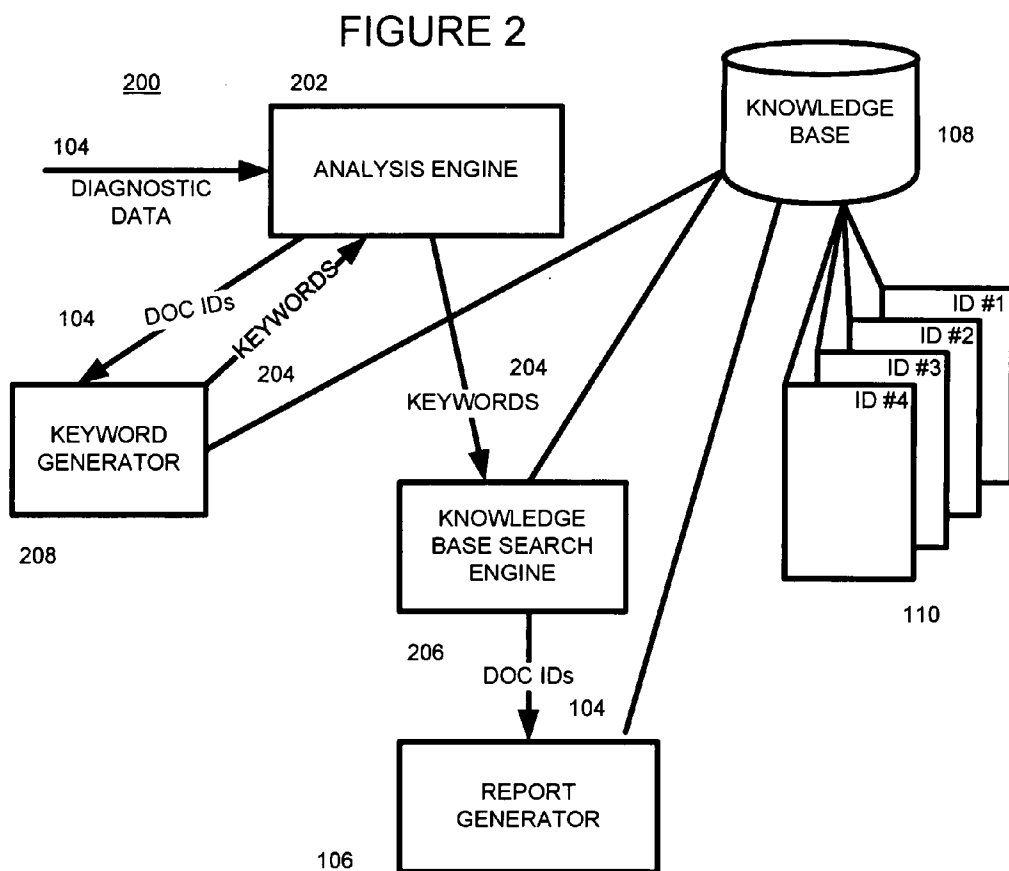 FIGURE 2
200
202
KNOWLEDGE
BASE
108
104
DIAGNOSTIC
DATA
ANALYSIS ENGINE
DOC IDs
104
KEYWORDS
204
KEYWORDS
204
ID #1
ID #2
ID #3
ID #4
110
KEYWORD
GENERATOR
208
KNOWLEDGE
BASE SEARCH
ENGINE
206
DOC IDs
104
REPORT
GENERATOR
106